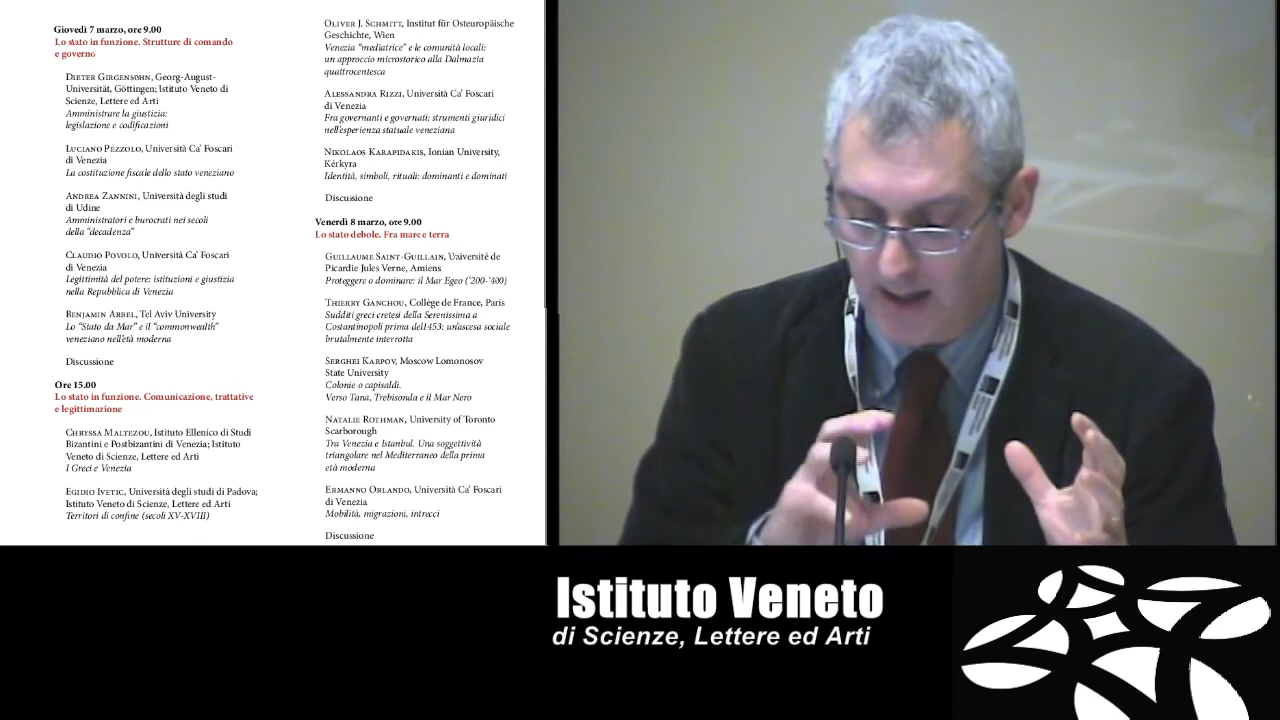 Giovedì 7 marzo, ore 9.00
Lo stato in funzione. Strutture di comando
e governo
Dieter Girgensohn, Georg-August-
Universität, Göttingen; Istituto Veneto di
Scienze, Lettere ed Arti
Amministrare la giustizia:
legislazione e codificazioni
Luciano Pezzolo, Università Ca' Foscari
di Venezia
La costituzione fiscale dello stato veneziano
Andrea Zannini, Università degli studi
di Udine
Amministratori e burocrati nei secoli
della "decadenza"
Claudio Povolo, Università Ca' Foscari
di Venezia
Legittimità del potere: istituzioni e giustizia
nella Repubblica di Venezia
Benjamin Arbel, Tel Aviv University
Lo "Stato da Mar" e il "commonwealth"
veneziano nell'età moderna
Discussione
Ore 15.00
Lo stato in funzione. Comunicazione, trattative
e legittimazione
Chryssa Maltezou, Istituto Ellenico di Studi
Bizantini e Postbizantini di Venezia; Istituto
Veneto di Scienze, Lettere ed Arti
I Greci e Venezia
Egidio Ivetic, Università degli studi di Padova;
Istituto Veneto di Scienze, Lettere ed Arti
Territori di confine (secoli XV-XVIII)
Oliver J. Schmitt, Institut für Osteuropäische
Geschichte, Wien
Venezia "mediatrice" e le comunità locali:
un approccio microstorico alla Dalmazia
quattrocentesca
Alessandra Rizzi, Università Ca' Foscari
di Venezia
Fra governanti e governati: strumenti giuridici
nell'esperienza statuale veneziana
Nikolaos Karapidakis, Ionian University,
Kérkyra
Identità, simboli, rituali: dominanti e dominati
Discussione
Venerdì 8 marzo, ore 9.00
Lo stato debole. Fra mare e terra
Guillaume Saint-Guillain, Université de
Picardie Jules Verne, Amiens
Proteggere o dominare: il Mar Egeo ('200-'400)
Thierry Ganchou, Collège de France, Paris
Sudditi greci cretesi della Serenissima a
Costantinopoli prima del 1453: un'ascesa sociale
brutalmente interrotta
Serghei Karpov, Moscow Lomonosov
State University
Colonie o capisaldi.
Verso Tana, Trebisonda e il Mar Nero
Natalie Rothman, University of Toronto
Scarborough
Tra Venezia e Istanbul. Una soggettività
triangolare nel Mediterraneo della prima
età moderna
Ermanno Orlando, Università Ca' Foscari
di Venezia
Mobilità, migrazioni, intrecci
Discussione
Istituto Veneto
di Scienze, Lettere ed Arti